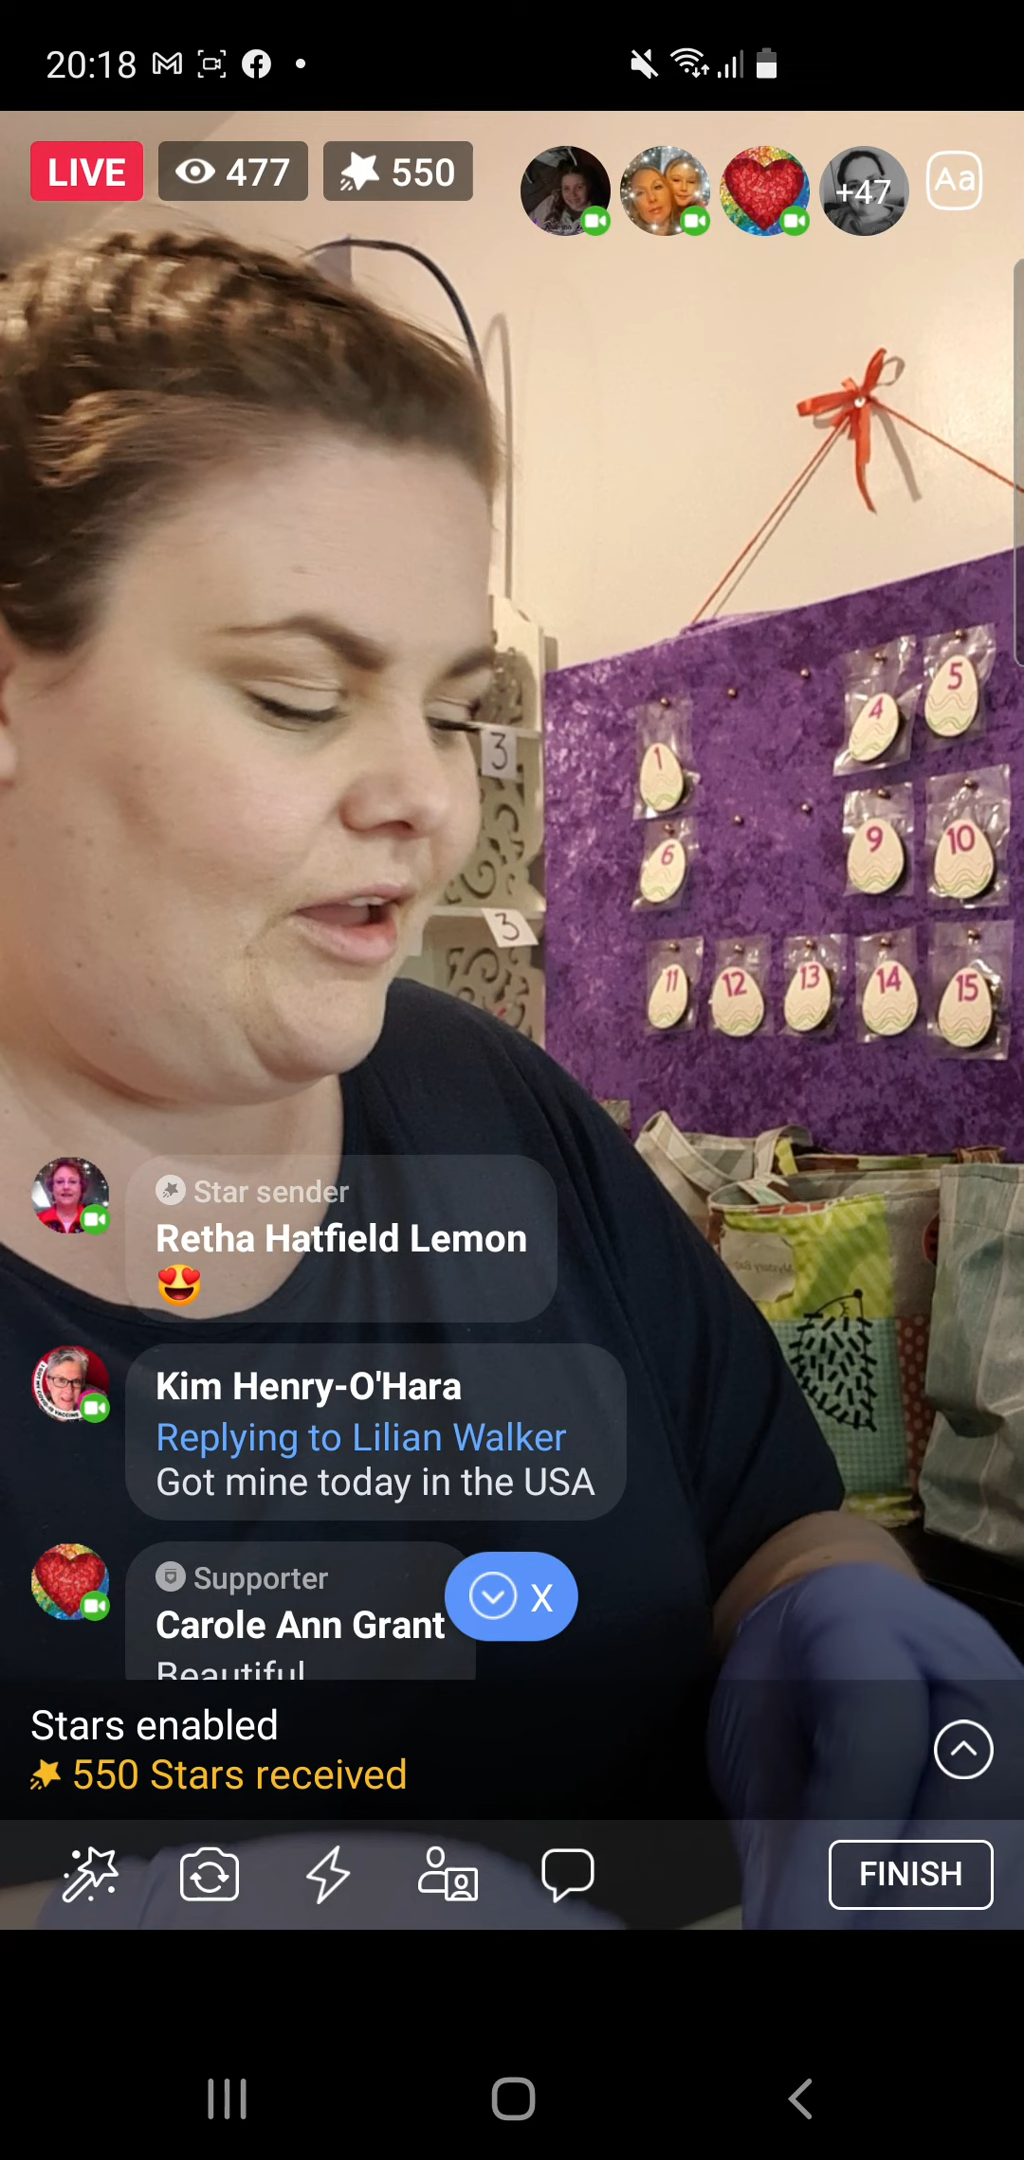 20:18
LIVE
477
550
+47
Aa
5
4
1
3
9
10
6
3
11
12
13
14
15
Star sender
Retha Hatfield Lemon
😍
Kim Henry-O'Hara
Replying to Lilian Walker
Got mine today in the USA
Supporter
Carole Ann Grant
X
Beautiful
Stars enabled
550 Stars received
FINISH